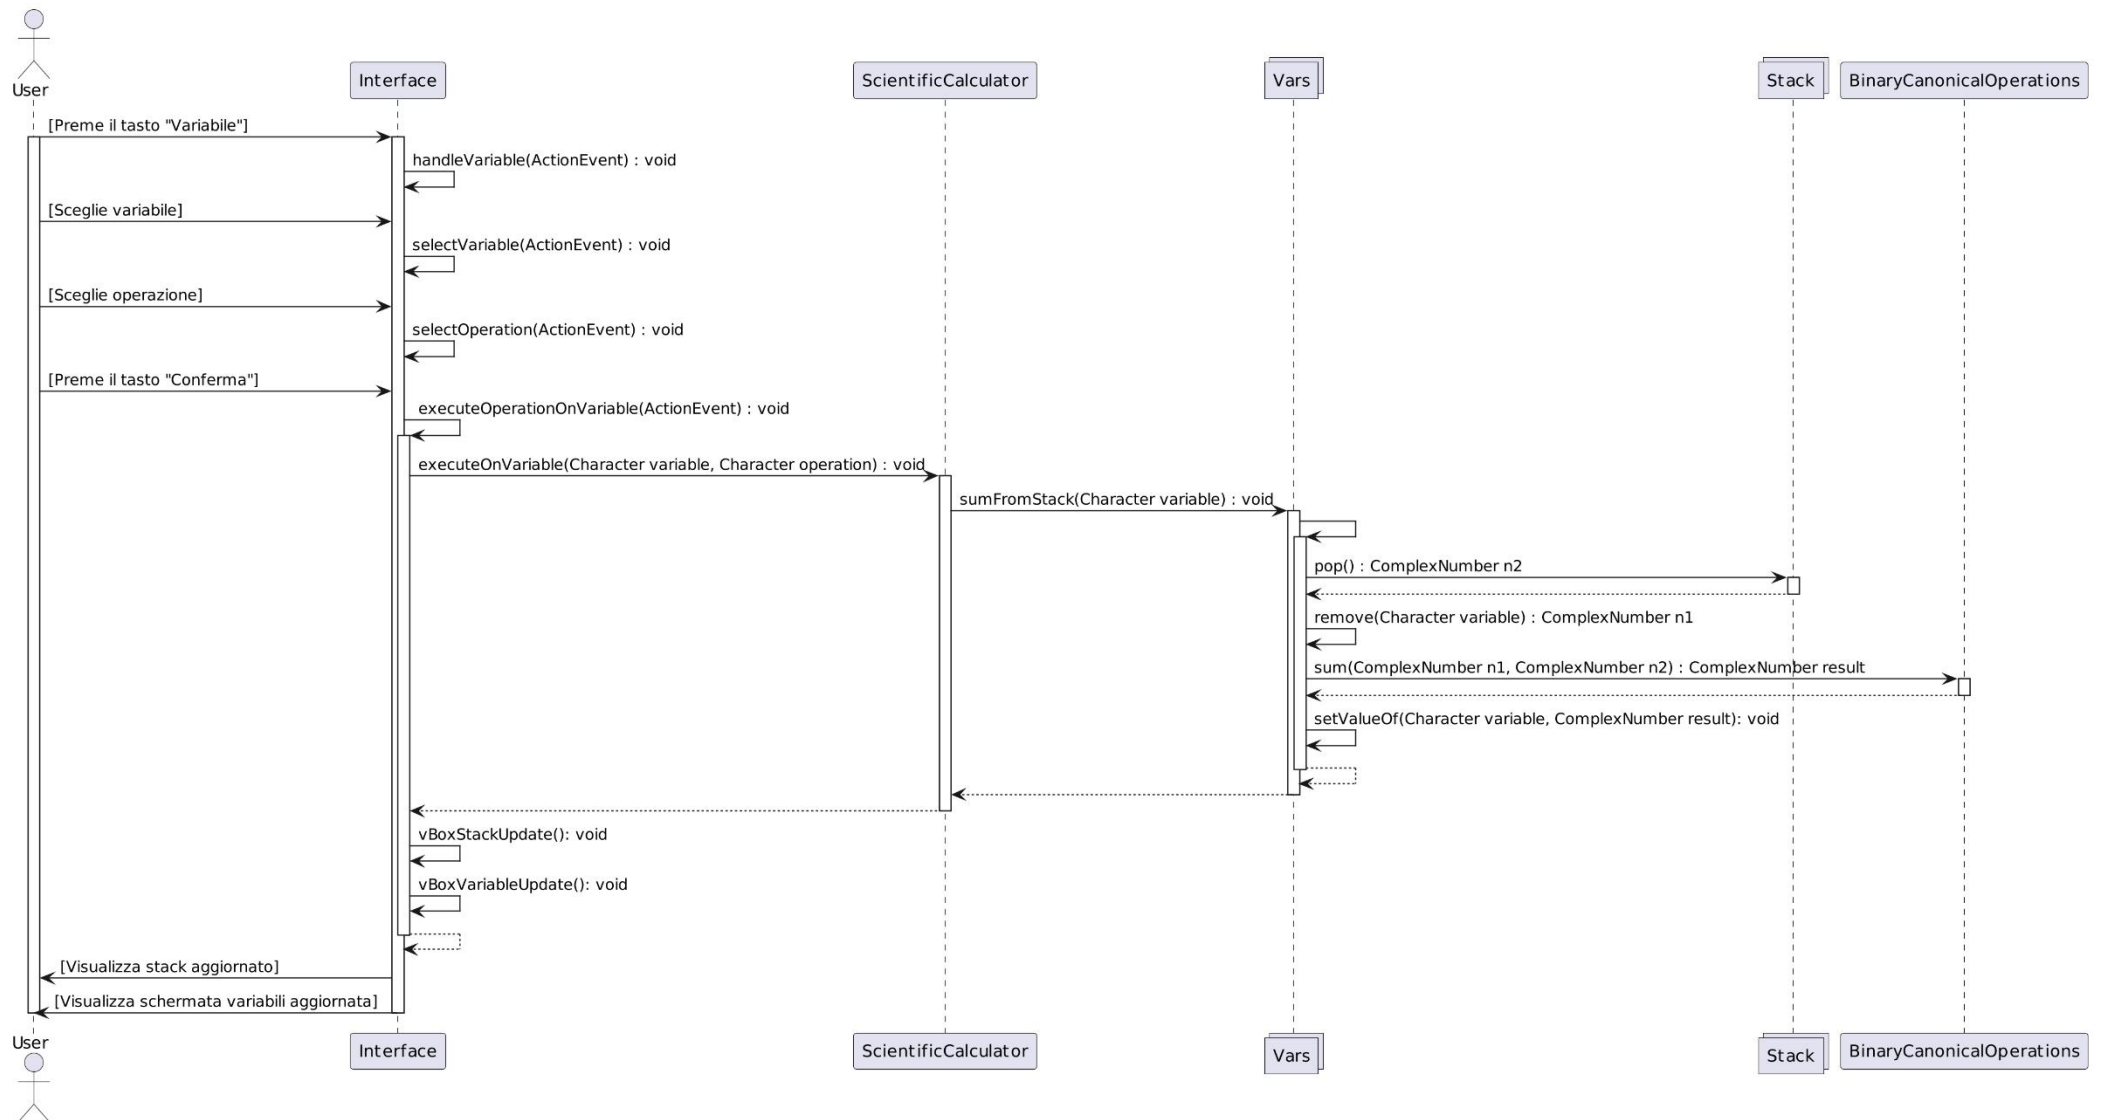 User
Interface
ScientificCalculator
Vars
Stack
BinaryCanonicalOperations
[Preme il tasto "Variabile"]
handleVariable(ActionEvent) : void
[Sceglie variabile]
selectVariable(ActionEvent) : void
[Sceglie operazione]
selectOperation(ActionEvent) : void
[Preme il tasto "Conferma"]
executeOperationOnVariable(ActionEvent) : void
executeOnVariable(Character variable, Character operation) : void
sumFromStack(Character variable) : void
pop() : ComplexNumber n2
remove(Character variable) : ComplexNumber n1
sum(ComplexNumber n1, ComplexNumber n2) : ComplexNumber result
setValueOf(Character variable, ComplexNumber result): void
vBoxStackUpdate(): void
vBoxVariableUpdate(): void
[Visualizza stack aggiornato]
[Visualizza schermata variabili aggiornata]
User
Interface
ScientificCalculator
Vars
Stack
BinaryCanonicalOperations